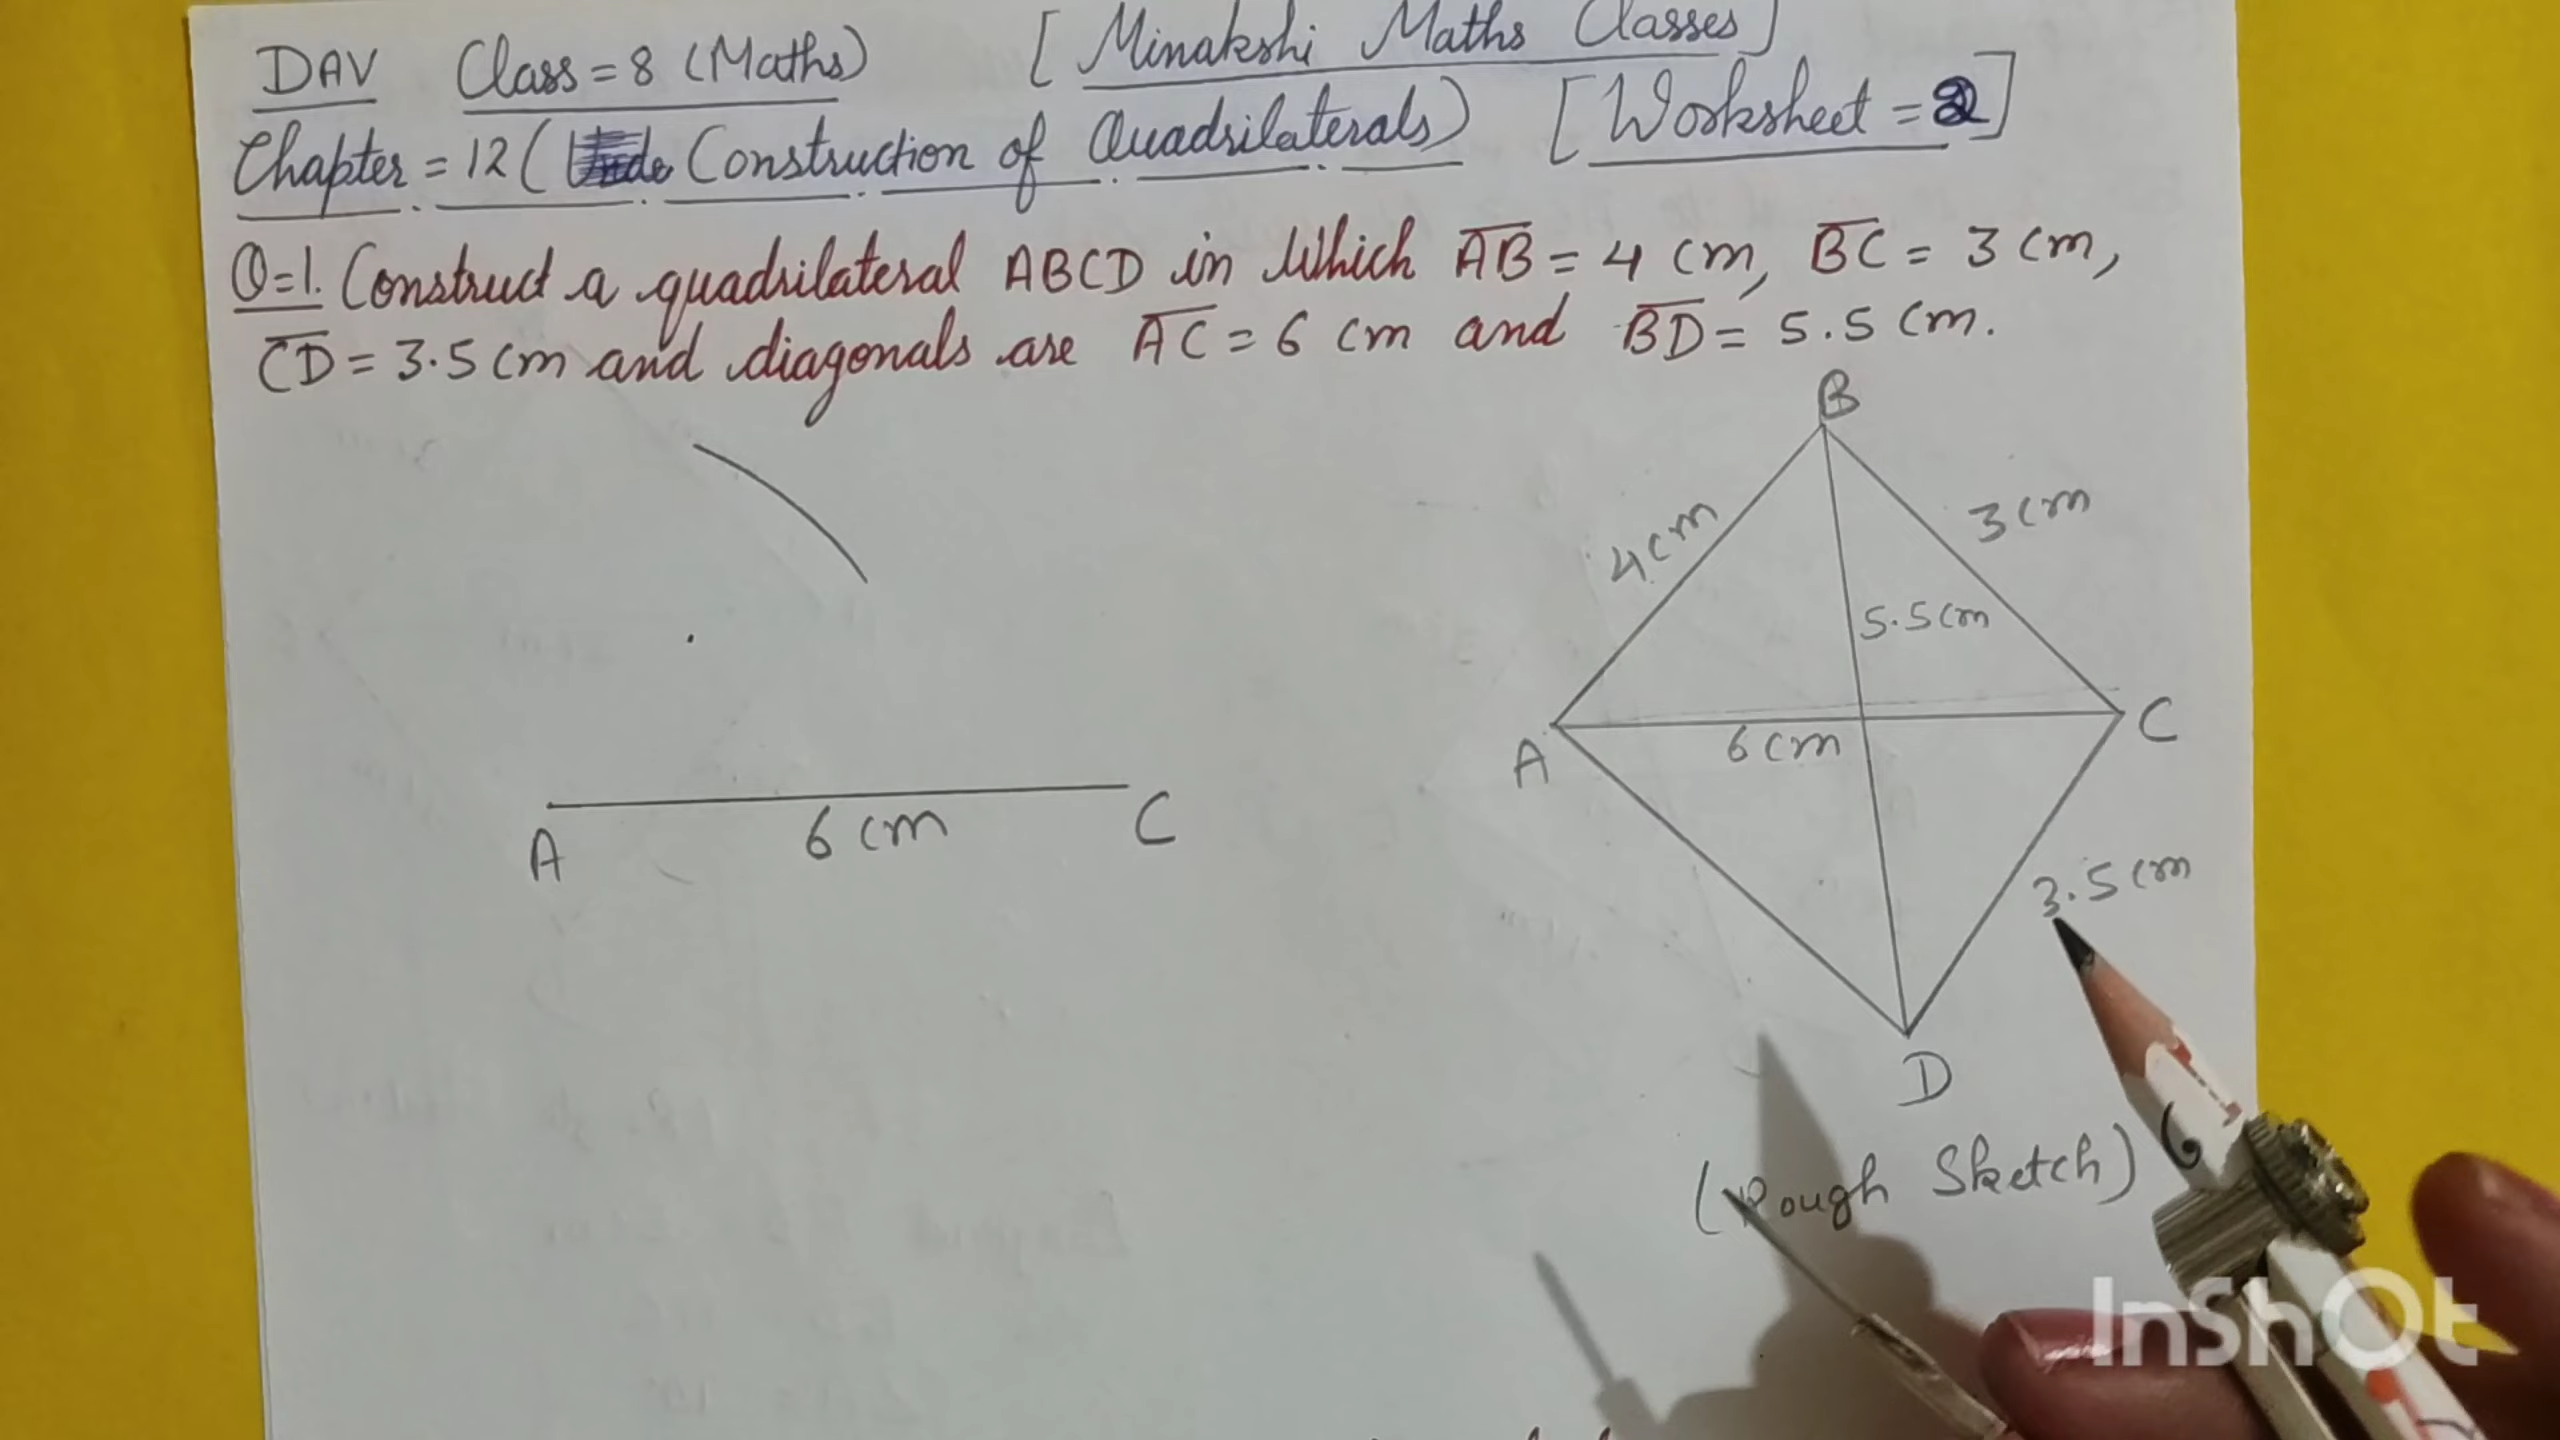 DAV Class = 8 (Maths) [Minakshi Maths Classes]
Chapter = 12 ( Construction of Quadrilaterals) [Worksheet = 2]
Q=1. Construct a quadrilateral ABCD in which AB = 4 cm, BC = 3 cm,
CD = 3.5 cm and diagonals are AC = 6 cm and BD = 5.5 cm.
B
4cm
3cm
5.5cm
A
6cm
C
3.5cm
D
(Rough Sketch)
A
6 cm
C
InShOt